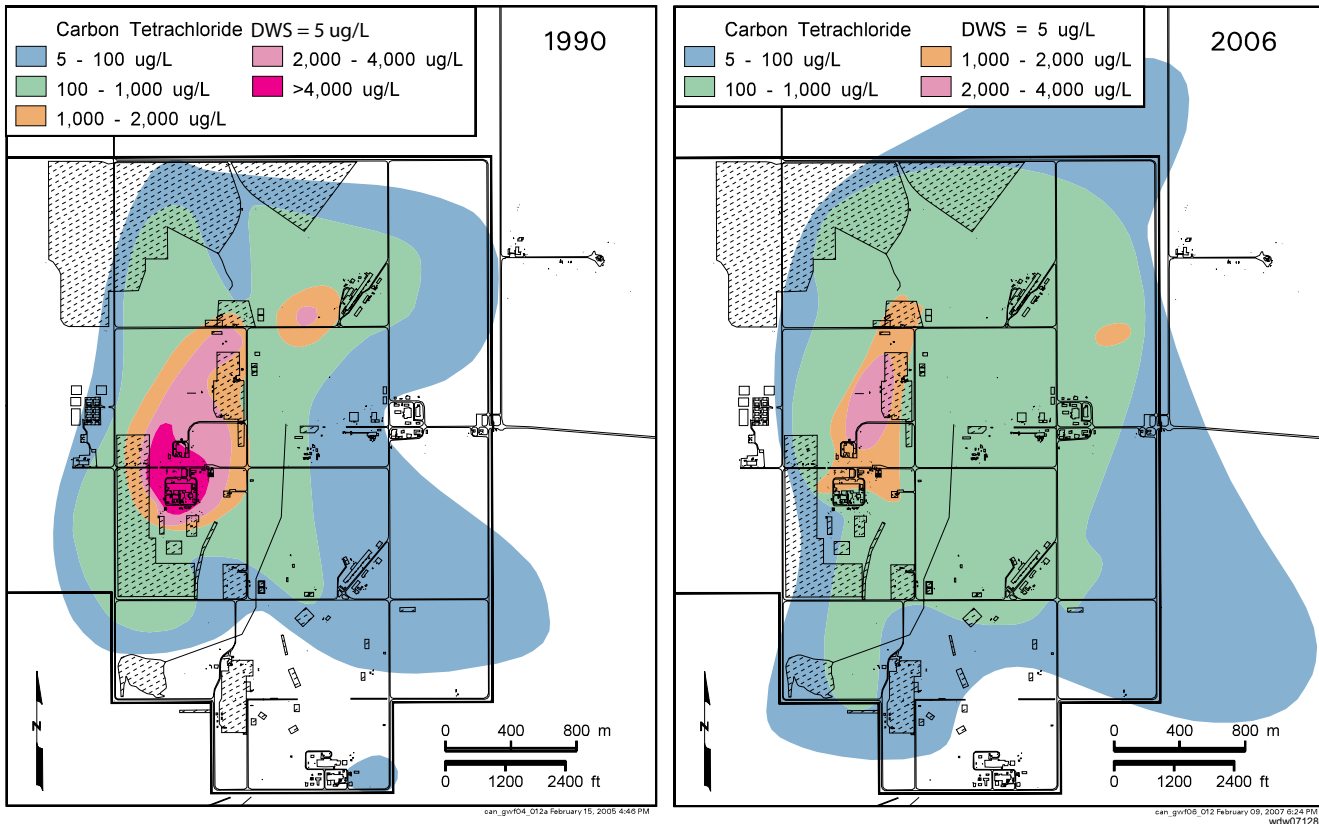 Carbon Tetrachloride DWS = 5 ug/L
5 - 100 ug/L
2,000 - 4,000 ug/L
100 - 1,000 ug/L
>4,000 ug/L
1,000 - 2,000 ug/L
1990
N
0 400 800 m
0 1200 2400 ft
can_gwf04_012a February 15, 2005 4:46 PM
Carbon Tetrachloride DWS = 5 ug/L
5 - 100 ug/L
1,000 - 2,000 ug/L
100 - 1,000 ug/L
2,000 - 4,000 ug/L
2006
N
0 400 800 m
0 1200 2400 ft
can_gwf06_012 February 09, 2007 6:24 PM
wdw07128